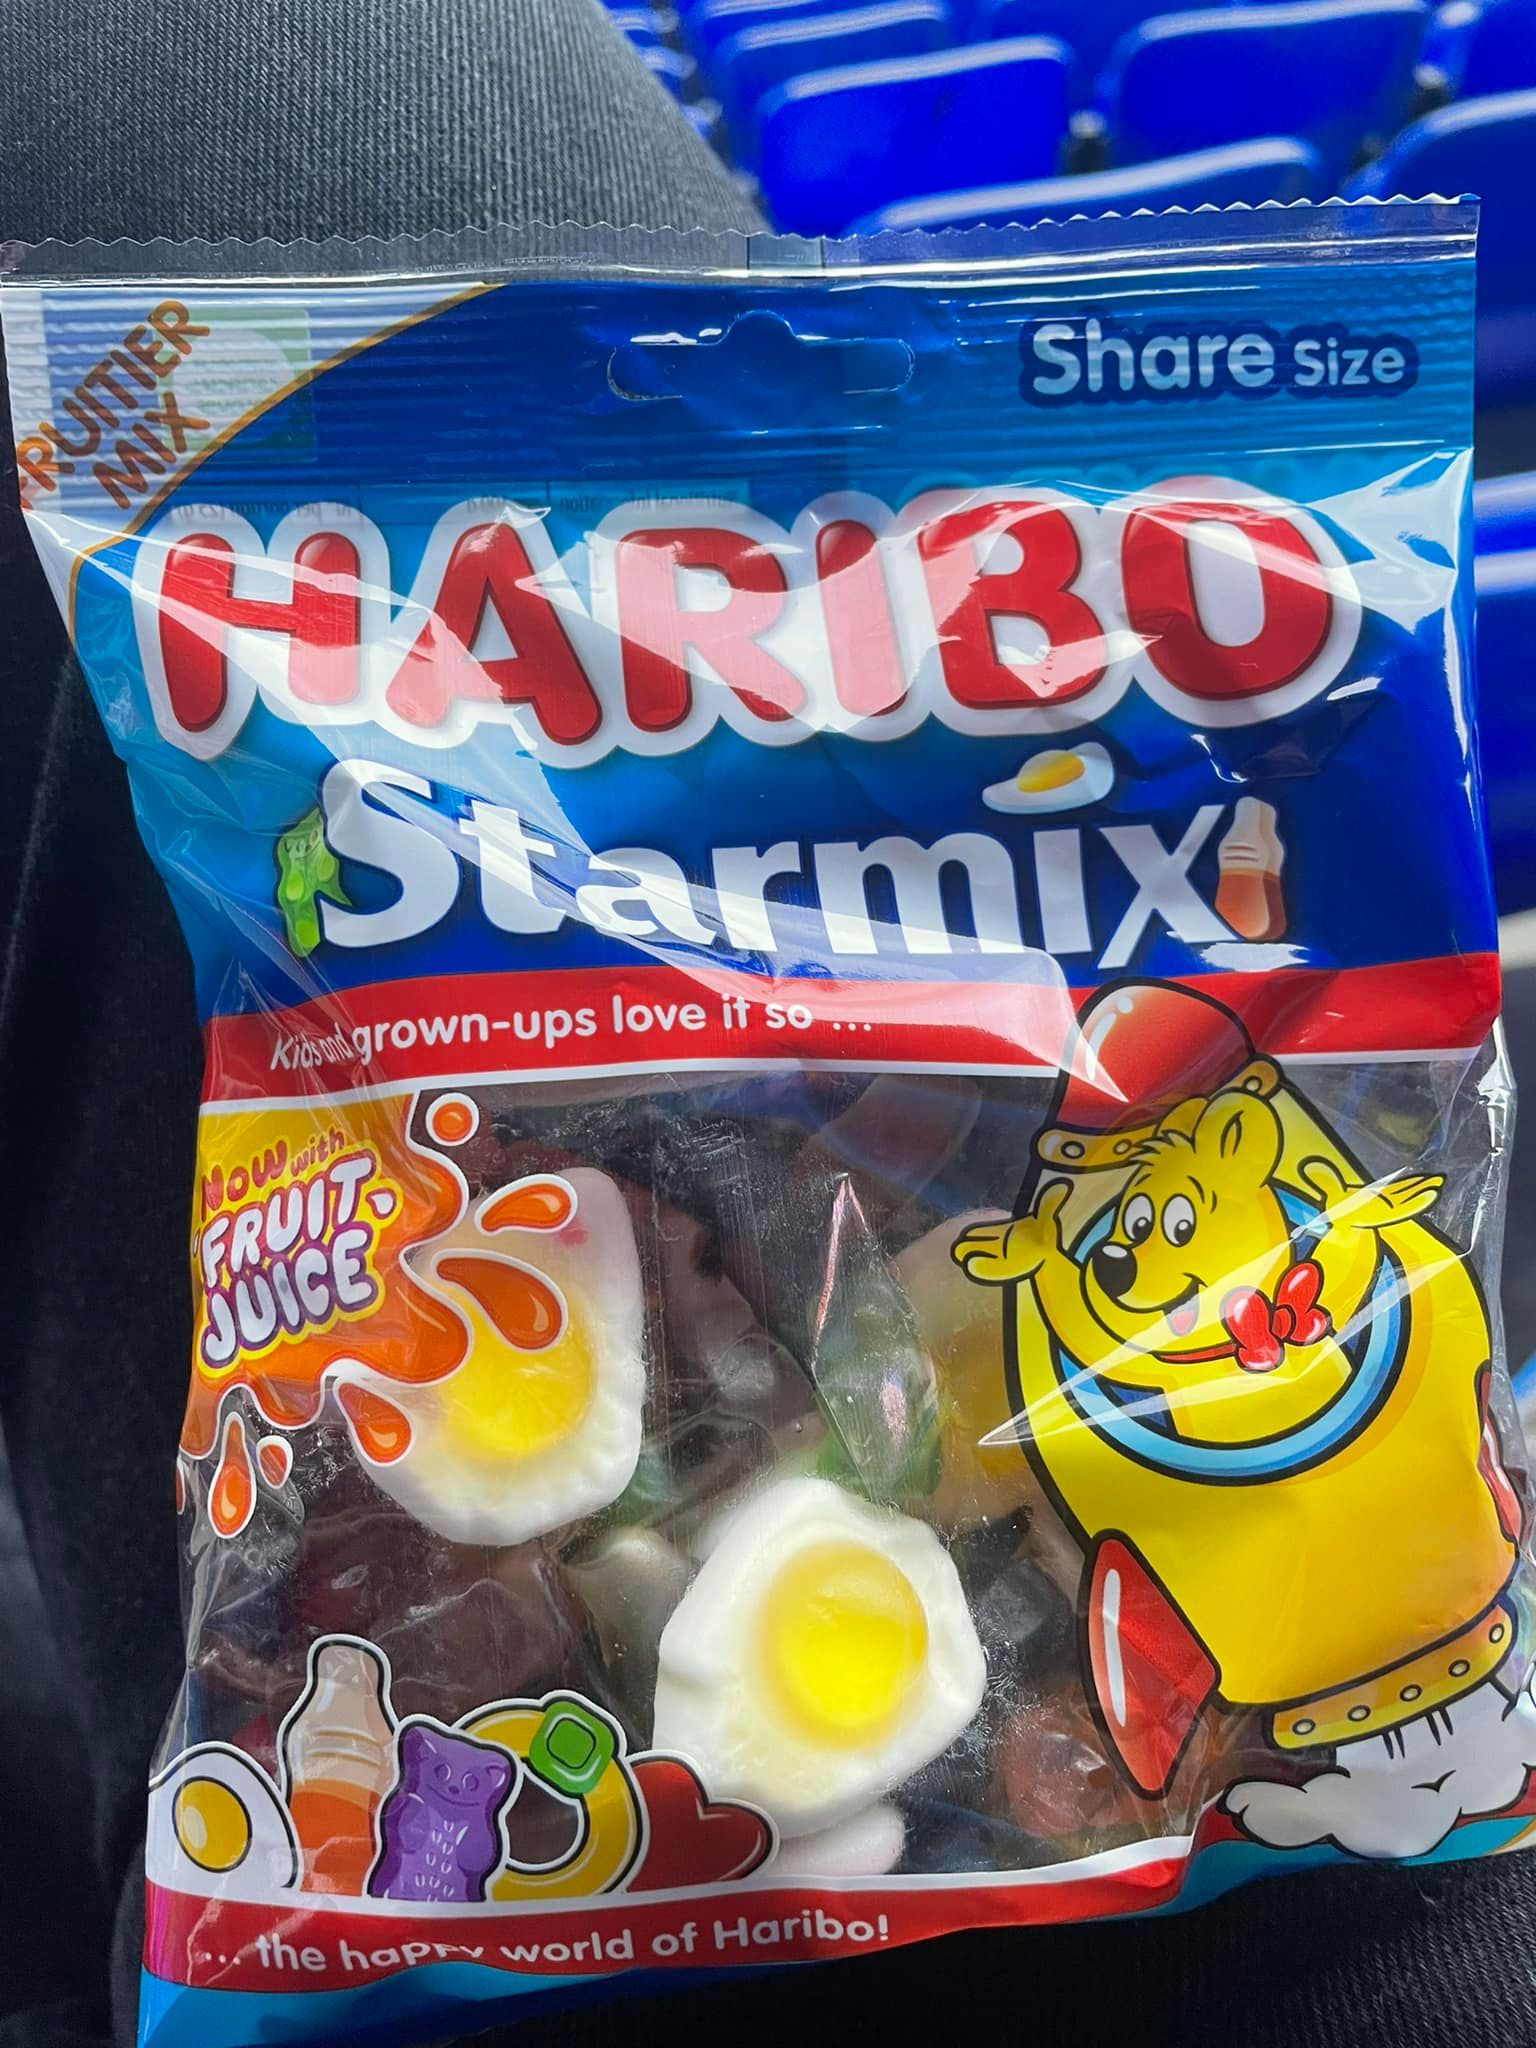 FRUITIER
MIX
Share Size
HARIBO
Starmix
Kids and grown-ups love it so ...
Now with
FRUIT
JUICE
... the happy world of Haribo!